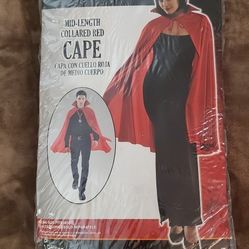 MID-LENGTH
COLLARED RED
CAPE
CAPA CON CUELLO ROJA
DE MEDIO CUERPO